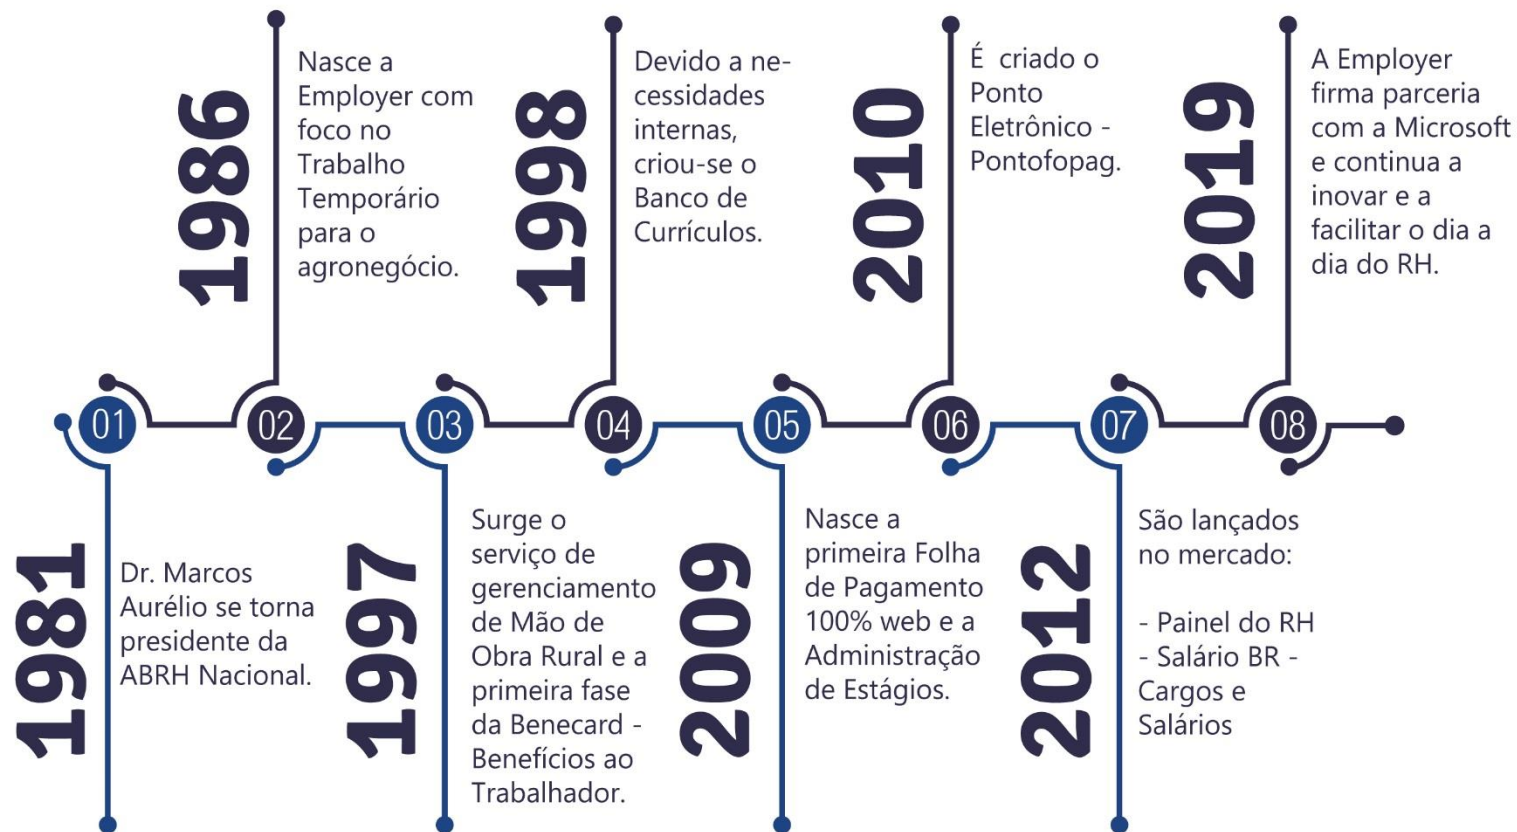 01
1981
Dr. Marcos
Aurélio se torna
presidente da
ABRH Nacional.
02
1986
Nasce a
Employer com
foco no
Trabalho
Temporário
para o
agronegócio.
03
1997
Surge o
serviço de
gerenciamento
de Mão de
Obra Rural e a
primeira fase
da Benecard -
Benefícios ao
Trabalhador.
04
1998
Devido a ne-
cessidades
internas,
criou-se o
Banco de
Currículos.
05
2009
Nasce a
primeira Folha
de Pagamento
100% web e a
Administração
de Estágios.
06
2010
É criado o
Ponto
Eletrônico -
Pontofopag.
07
2012
São lançados
no mercado:
- Painel do RH
- Salário BR -
Cargos e
Salários
08
2019
A Employer
firma parceria
com a Microsoft
e continua a
inovar e a
facilitar o dia a
dia do RH.